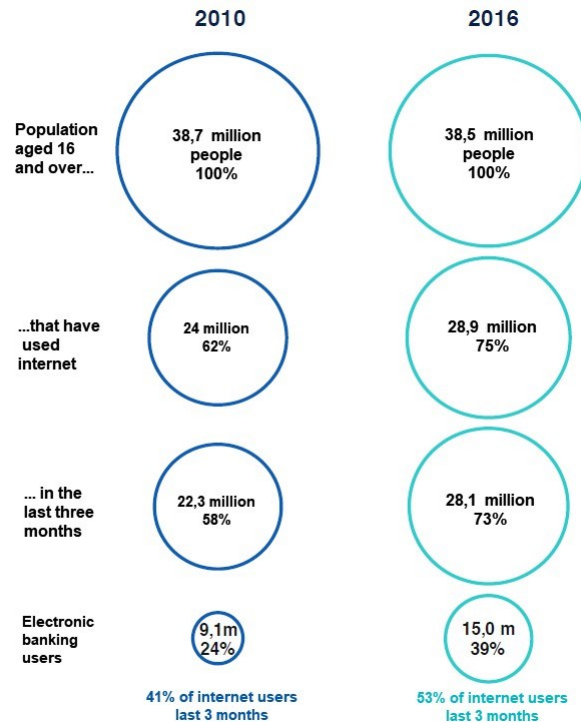 2010
2016
Population
aged 16
and over...
38,7 million
people
100%
38,5 million
people
100%
...that have
used
internet
24 million
62%
28,9 million
75%
... in the
last three
months
22,3 million
58%
28,1 million
73%
Electronic
banking
users
9,1m
24%
15,0 m
39%
41% of internet users
last 3 months
53% of internet users
last 3 months